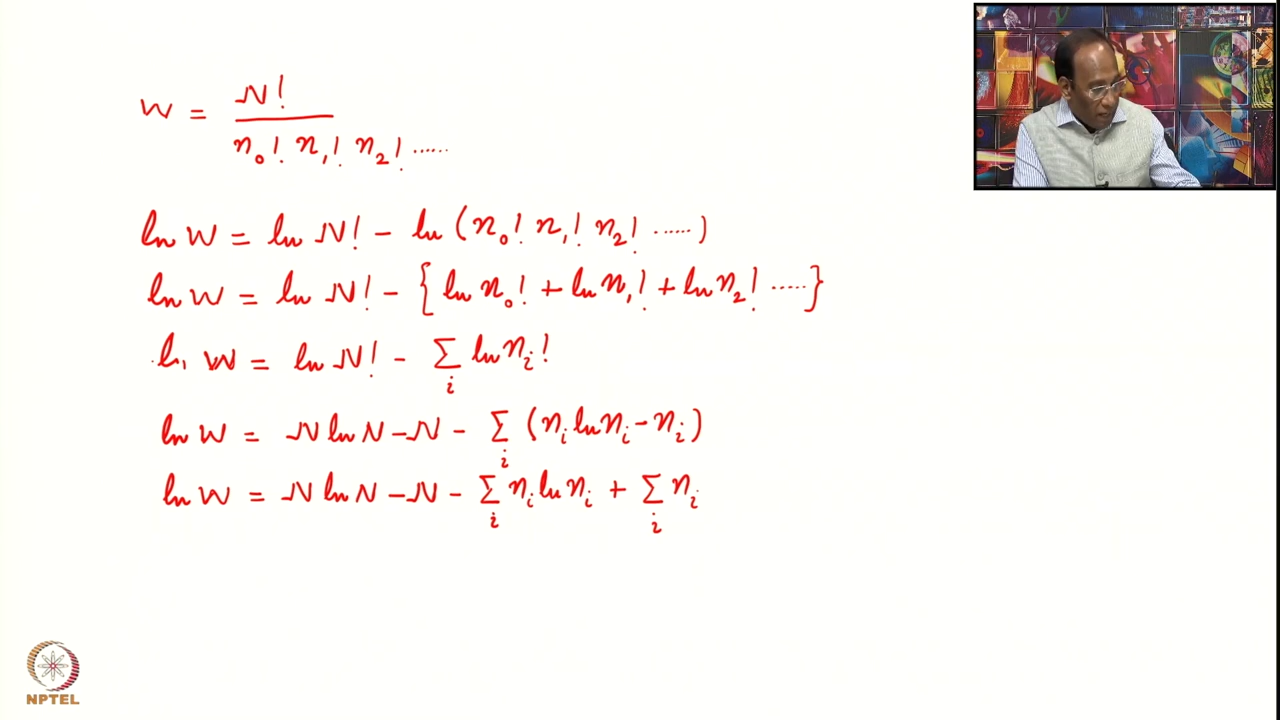 W = N! / n₀! n₁! n₂! ......
ln W = ln N! - ln (n₀! n₁! n₂! ......)
ln W = ln N! - { ln n₀! + ln n₁! + ln n₂! ..... }
ln W = ln N! - Σᵢ ln nᵢ!
ln W = N ln N - N - Σᵢ (nᵢ ln nᵢ - nᵢ)
ln W = N ln N - N - Σᵢ nᵢ ln nᵢ + Σᵢ nᵢ
NPTEL